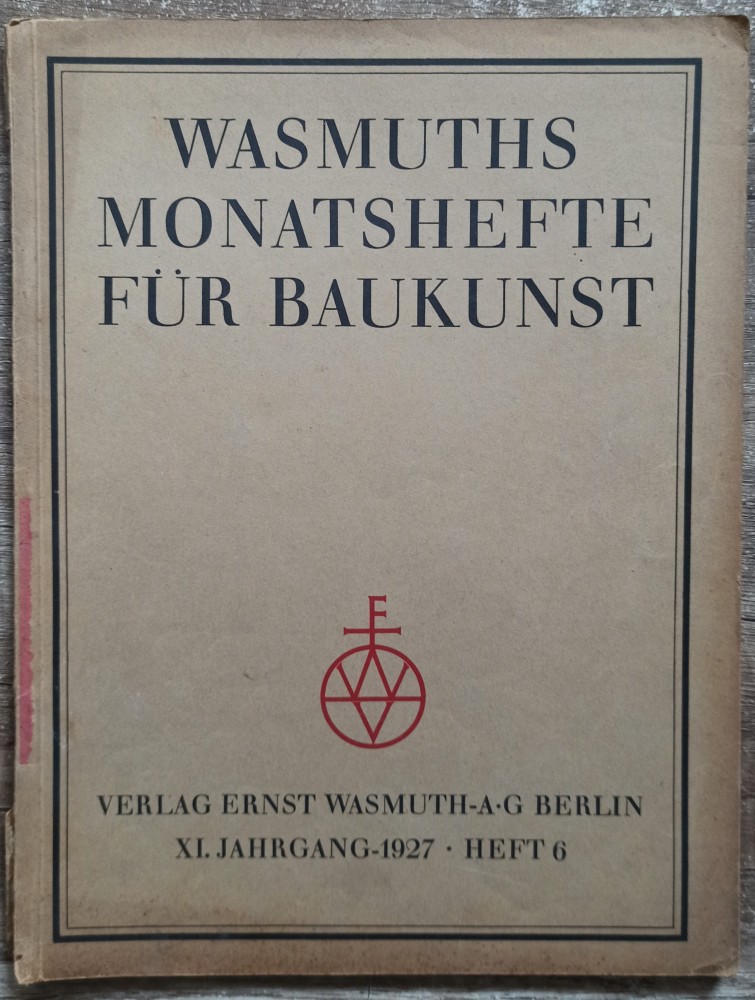 WASMUTHS
MONATSHEFTE
FÜR BAUKUNST
VERLAG ERNST WASMUTH-A·G BERLIN
XI. JAHRGANG-1927 · HEFT 6